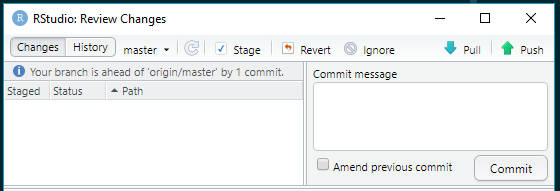 R RStudio: Review Changes
Changes History master Stage Revert Ignore Pull Push
Your branch is ahead of 'origin/master' by 1 commit.
Staged Status Path
Commit message
Amend previous commit Commit